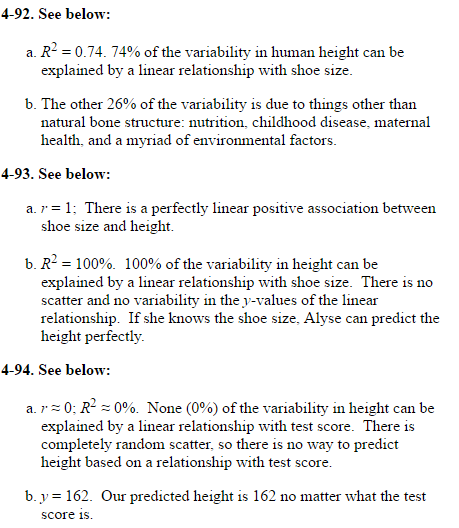 4-92. See below:
a. R² = 0.74. 74% of the variability in human height can be
explained by a linear relationship with shoe size.
b. The other 26% of the variability is due to things other than
natural bone structure: nutrition, childhood disease, maternal
health, and a myriad of environmental factors.
4-93. See below:
a. r = 1; There is a perfectly linear positive association between
shoe size and height.
b. R² = 100%. 100% of the variability in height can be
explained by a linear relationship with shoe size. There is no
scatter and no variability in the y-values of the linear
relationship. If she knows the shoe size, Alyse can predict the
height perfectly.
4-94. See below:
a. r ≈ 0; R² ≈ 0%. None (0%) of the variability in height can be
explained by a linear relationship with test score. There is
completely random scatter, so there is no way to predict
height based on a relationship with test score.
b. y = 162. Our predicted height is 162 no matter what the test
score is.